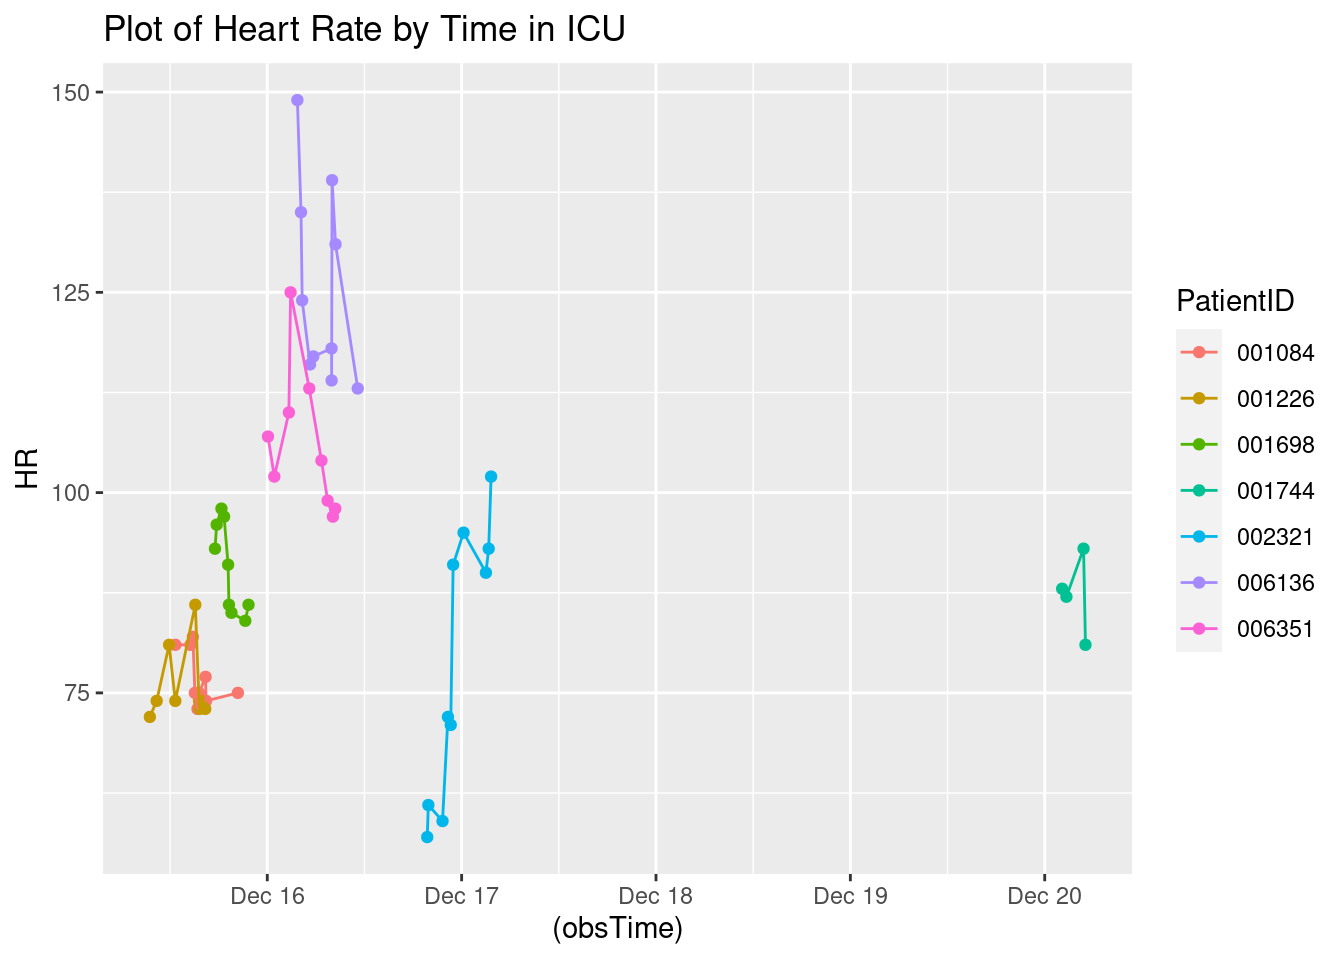 Plot of Heart Rate by Time in ICU
150
125
100
75
HR
Dec 16
Dec 17
Dec 18
Dec 19
Dec 20
(obsTime)
PatientID
001084
001226
001698
001744
002321
006136
006351